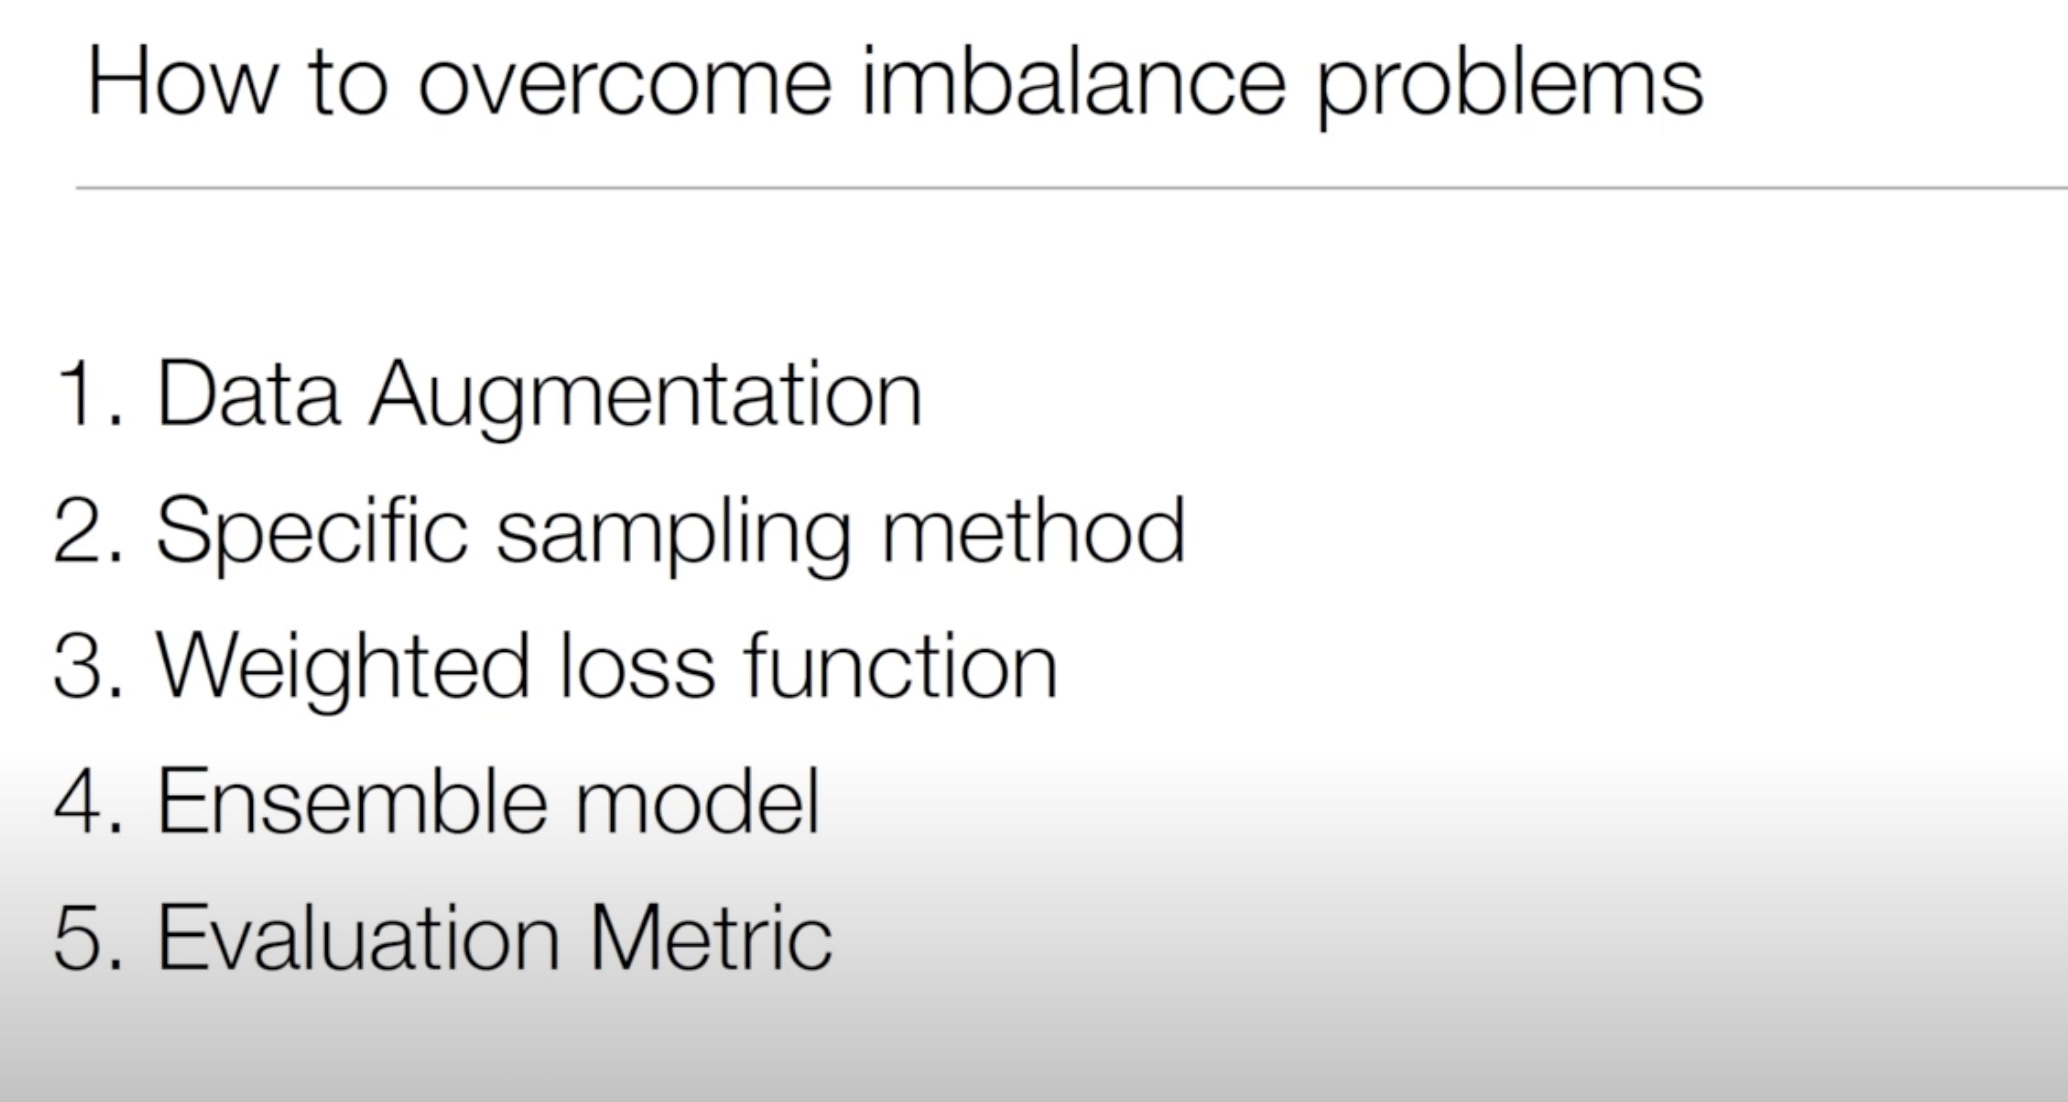 How to overcome imbalance problems
1. Data Augmentation
2. Specific sampling method
3. Weighted loss function
4. Ensemble model
5. Evaluation Metric